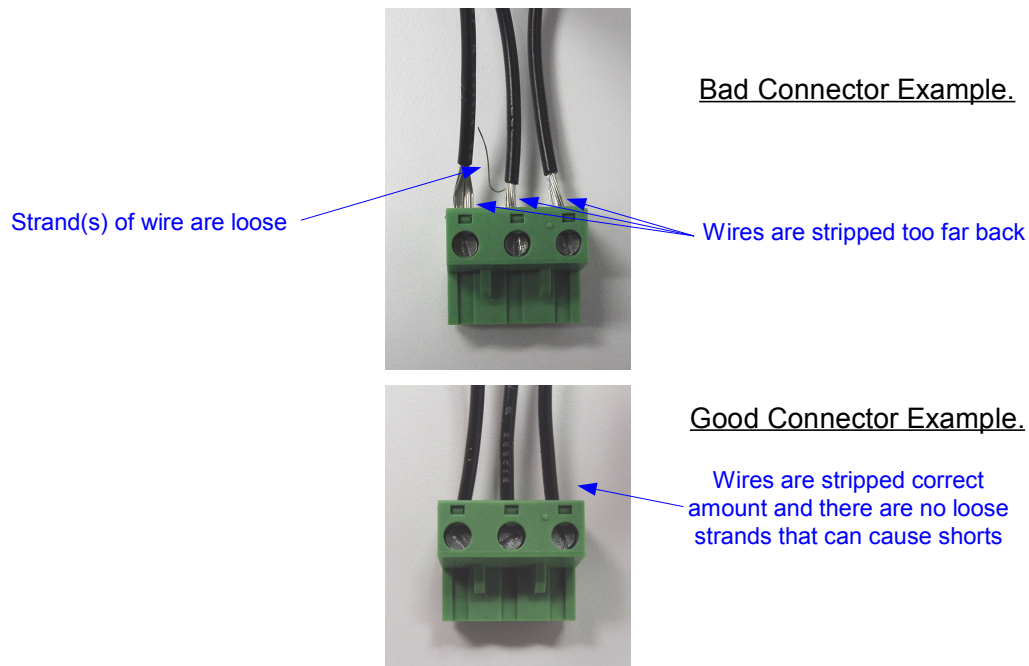 Bad Connector Example.
Strand(s) of wire are loose
Wires are stripped too far back
Good Connector Example.
Wires are stripped correct
amount and there are no loose
strands that can cause shorts